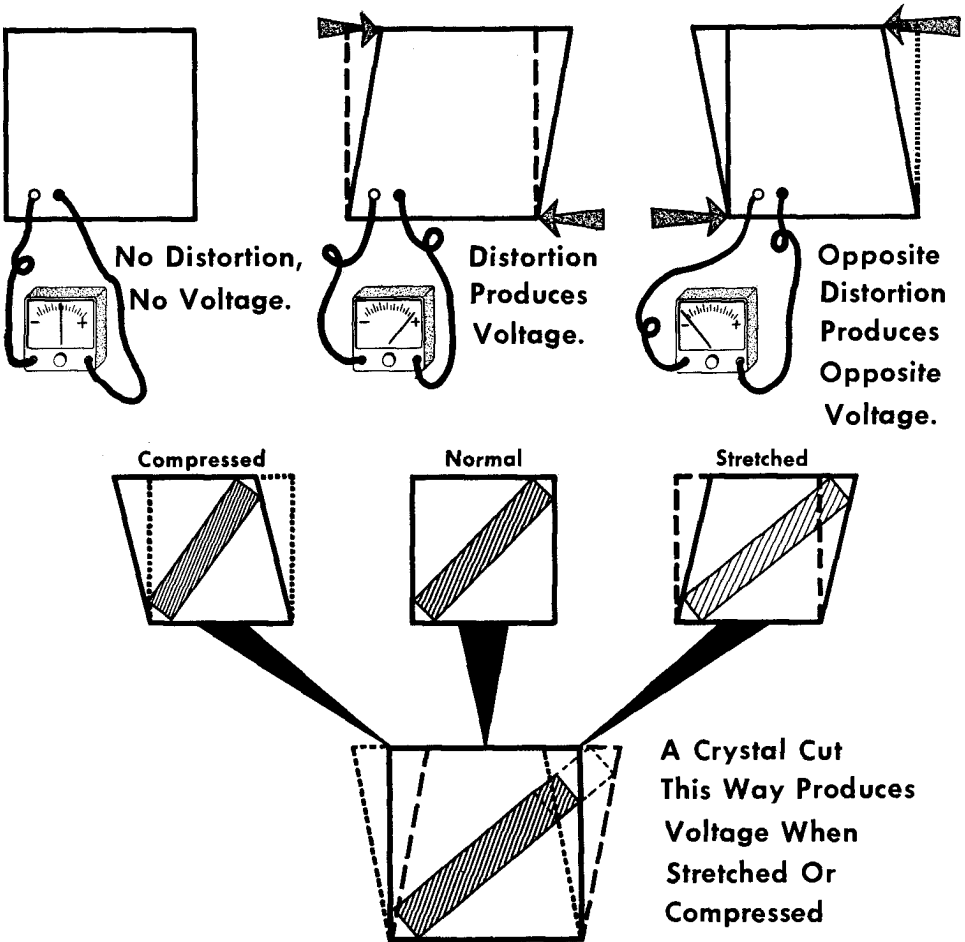 No Distortion,
No Voltage.
Distortion
Produces
Voltage.
Opposite
Distortion
Produces
Opposite
Voltage.
- +
- +
- +
Compressed
Normal
Stretched
A Crystal Cut
This Way Produces
Voltage When
Stretched Or
Compressed